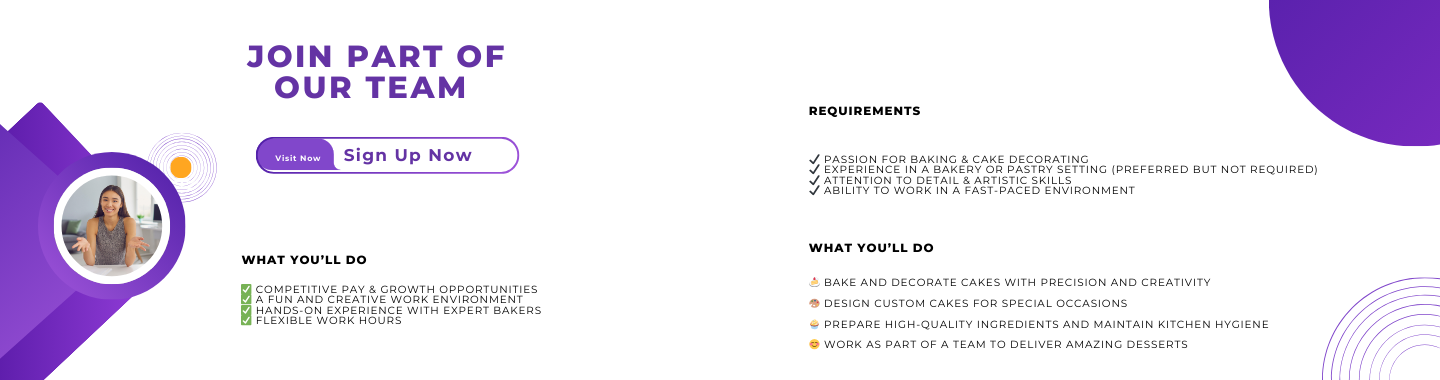 JOIN PART OF
OUR TEAM
Visit Now
Sign Up Now
WHAT YOU'LL DO
✅ COMPETITIVE PAY & GROWTH OPPORTUNITIES
✅ A FUN AND CREATIVE WORK ENVIRONMENT
✅ HANDS-ON EXPERIENCE WITH EXPERT BAKERS
✅ FLEXIBLE WORK HOURS
REQUIREMENTS
✔ PASSION FOR BAKING & CAKE DECORATING
✔ EXPERIENCE IN A BAKERY OR PASTRY SETTING (PREFERRED BUT NOT REQUIRED)
✔ ATTENTION TO DETAIL & ARTISTIC SKILLS
✔ ABILITY TO WORK IN A FAST-PACED ENVIRONMENT
WHAT YOU'LL DO
BAKE AND DECORATE CAKES WITH PRECISION AND CREATIVITY
DESIGN CUSTOM CAKES FOR SPECIAL OCCASIONS
PREPARE HIGH-QUALITY INGREDIENTS AND MAINTAIN KITCHEN HYGIENE
WORK AS PART OF A TEAM TO DELIVER AMAZING DESSERTS